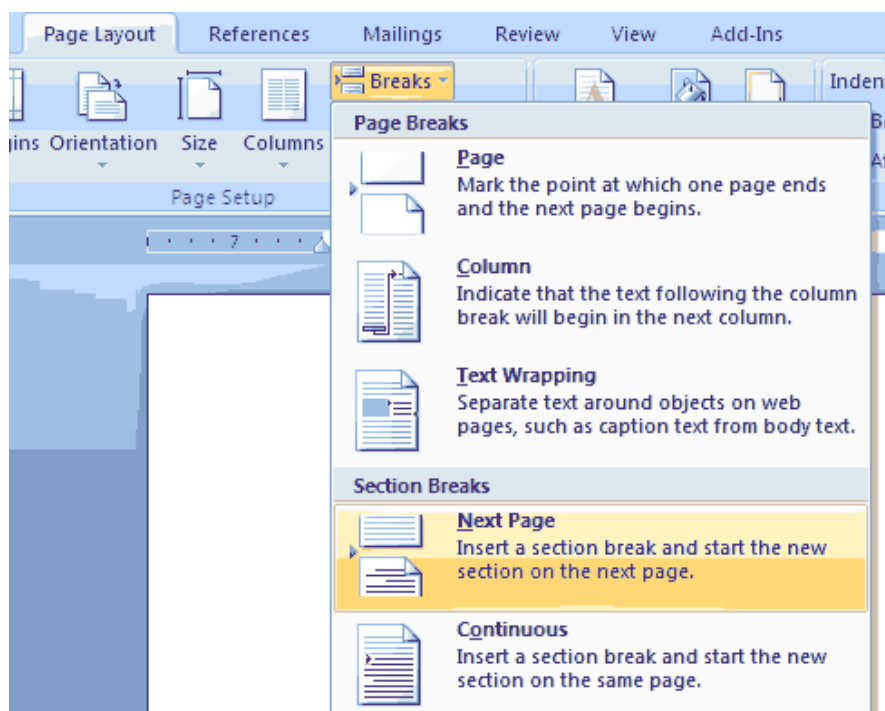 Page Layout References Mailings Review View Add-Ins
Breaks
Orientation Size Columns
Page Setup
7
Page Breaks
Page
Mark the point at which one page ends
and the next page begins.
Column
Indicate that the text following the column
break will begin in the next column.
Text Wrapping
Separate text around objects on web
pages, such as caption text from body text.
Section Breaks
Next Page
Insert a section break and start the new
section on the next page.
Continuous
Insert a section break and start the new
section on the same page.